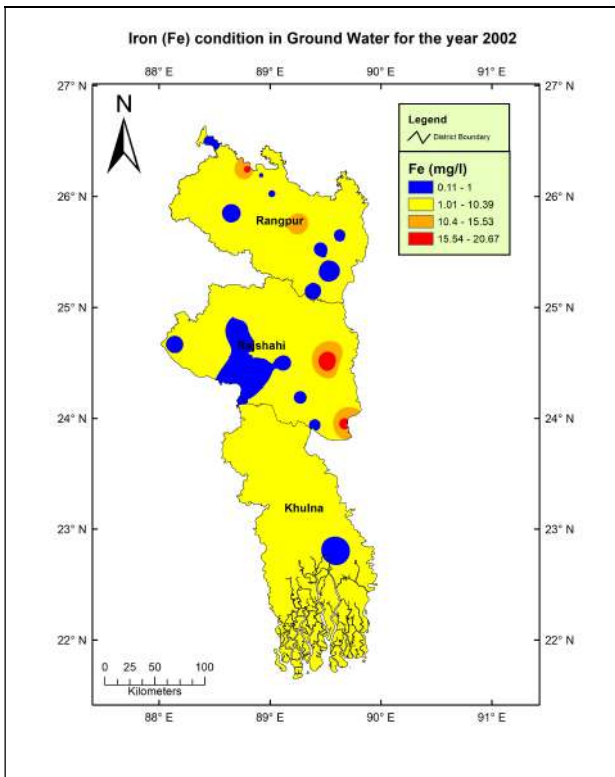 Iron (Fe) condition in Ground Water for the year 2002
88° E 89° E 90° E 91° E
27° N 27° N
N
Legend
District Boundary
Fe (mg/l)
0.11 - 1
1.01 - 10.39
10.4 - 15.53
15.54 - 20.67
26° N 26° N
Rangpur
25° N 25° N
Rajshahi
24° N 24° N
Khulna
23° N 23° N
22° N 22° N
0 25 50 100
Kilometers
88° E 89° E 90° E 91° E